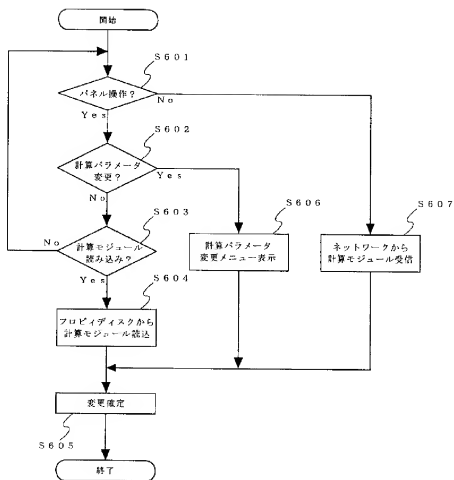 開始
S601
パネル操作?
No
Yes
S602
計算パラメータ
変更?
Yes
No
S603
S606
S607
計算モジュール
読み込み?
No
Yes
計算パラメータ
変更メニュー表示
ネットワークから
計算モジュール受信
S604
フロピィディスクから
計算モジュール読込
変更確定
S605
終了